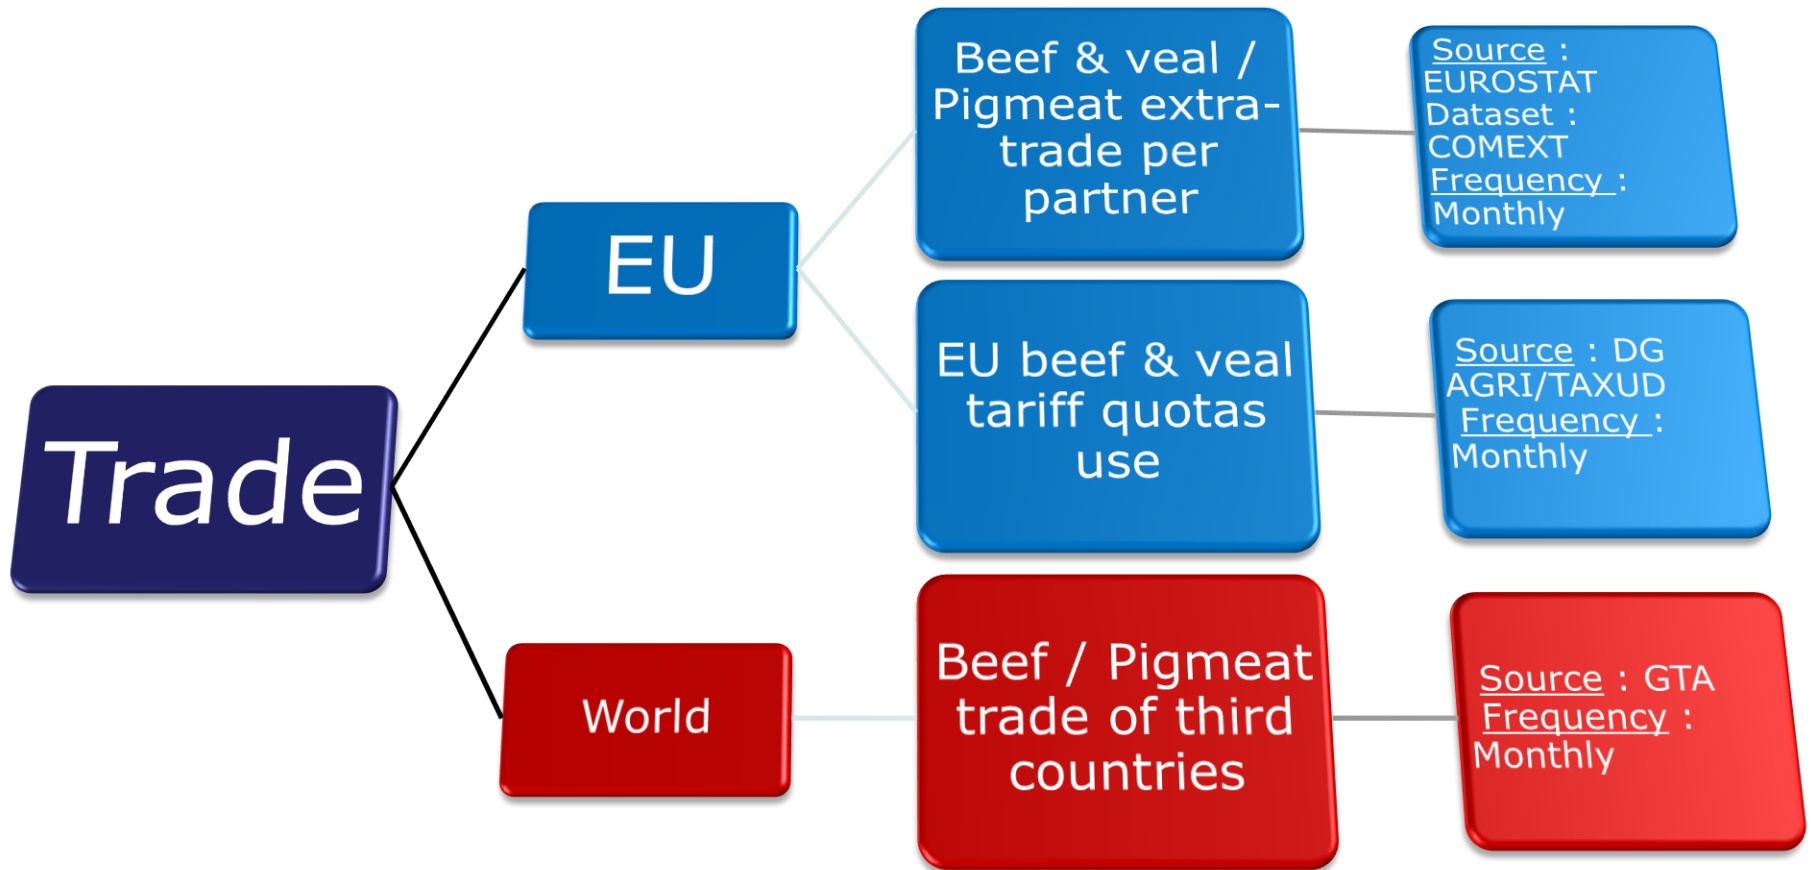 Trade
EU
Beef & veal /
Pigmeat extra-
trade per
partner
Source :
EUROSTAT
Dataset :
COMEXT
Frequency :
Monthly
EU beef & veal
tariff quotas
use
Source : DG
AGRI/TAXUD
Frequency :
Monthly
World
Beef / Pigmeat
trade of third
countries
Source : GTA
Frequency :
Monthly